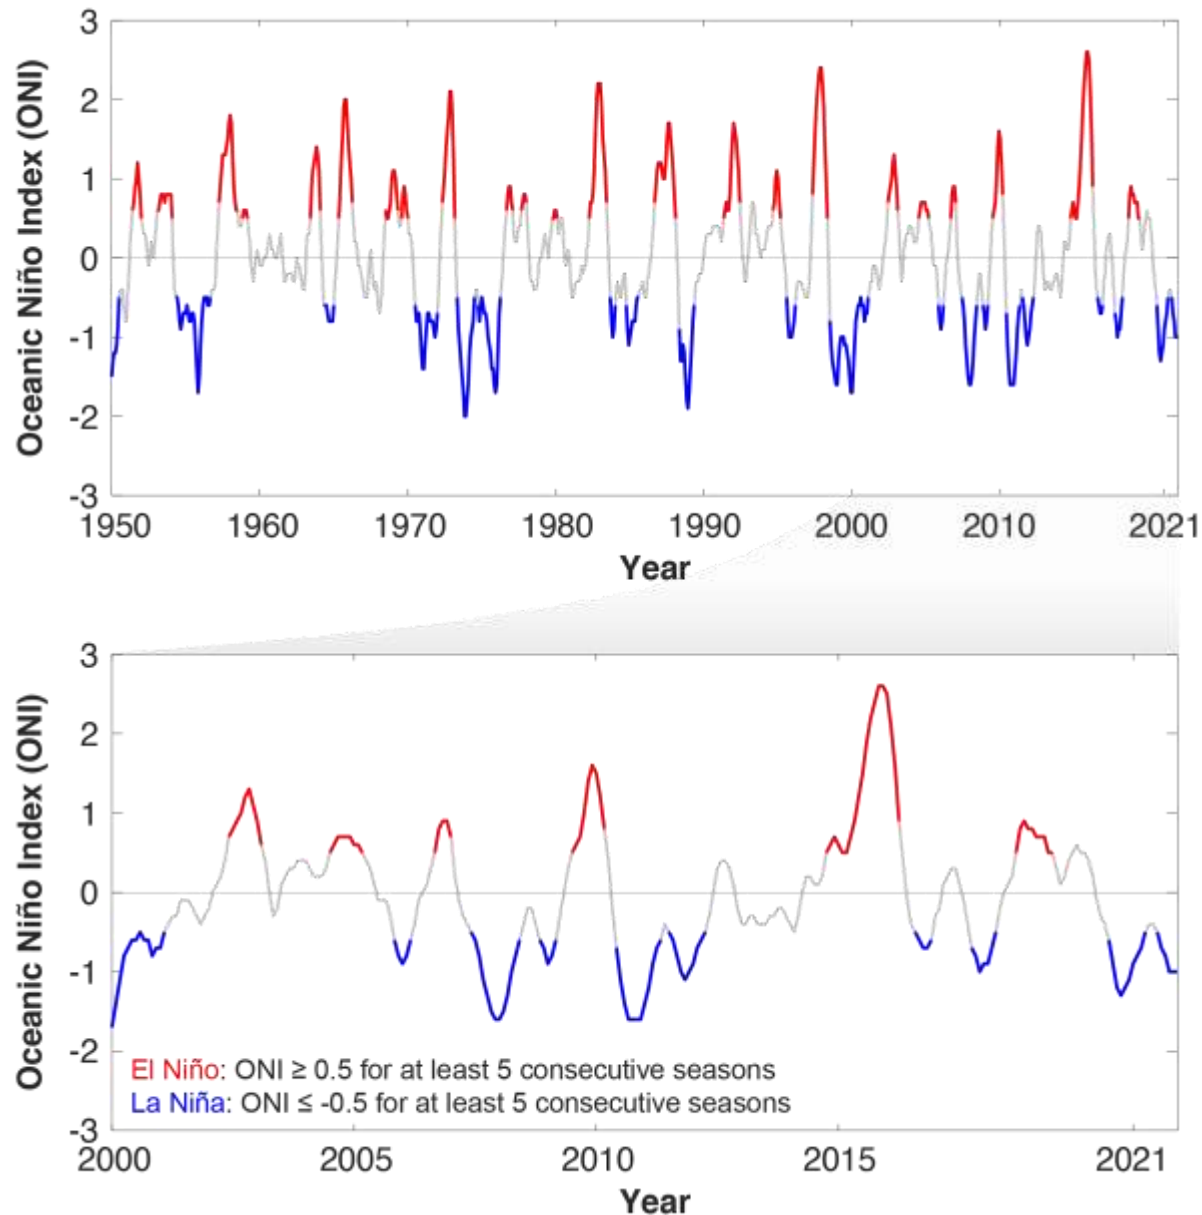 Oceanic Niño Index (ONI)
3
2
1
0
-1
-2
-3
1950 1960 1970 1980 1990 2000 2010 2021
Year
Oceanic Niño Index (ONI)
3
2
1
0
-1
-2
-3
El Niño: ONI ≥ 0.5 for at least 5 consecutive seasons
La Niña: ONI ≤ -0.5 for at least 5 consecutive seasons
2000 2005 2010 2015 2021
Year